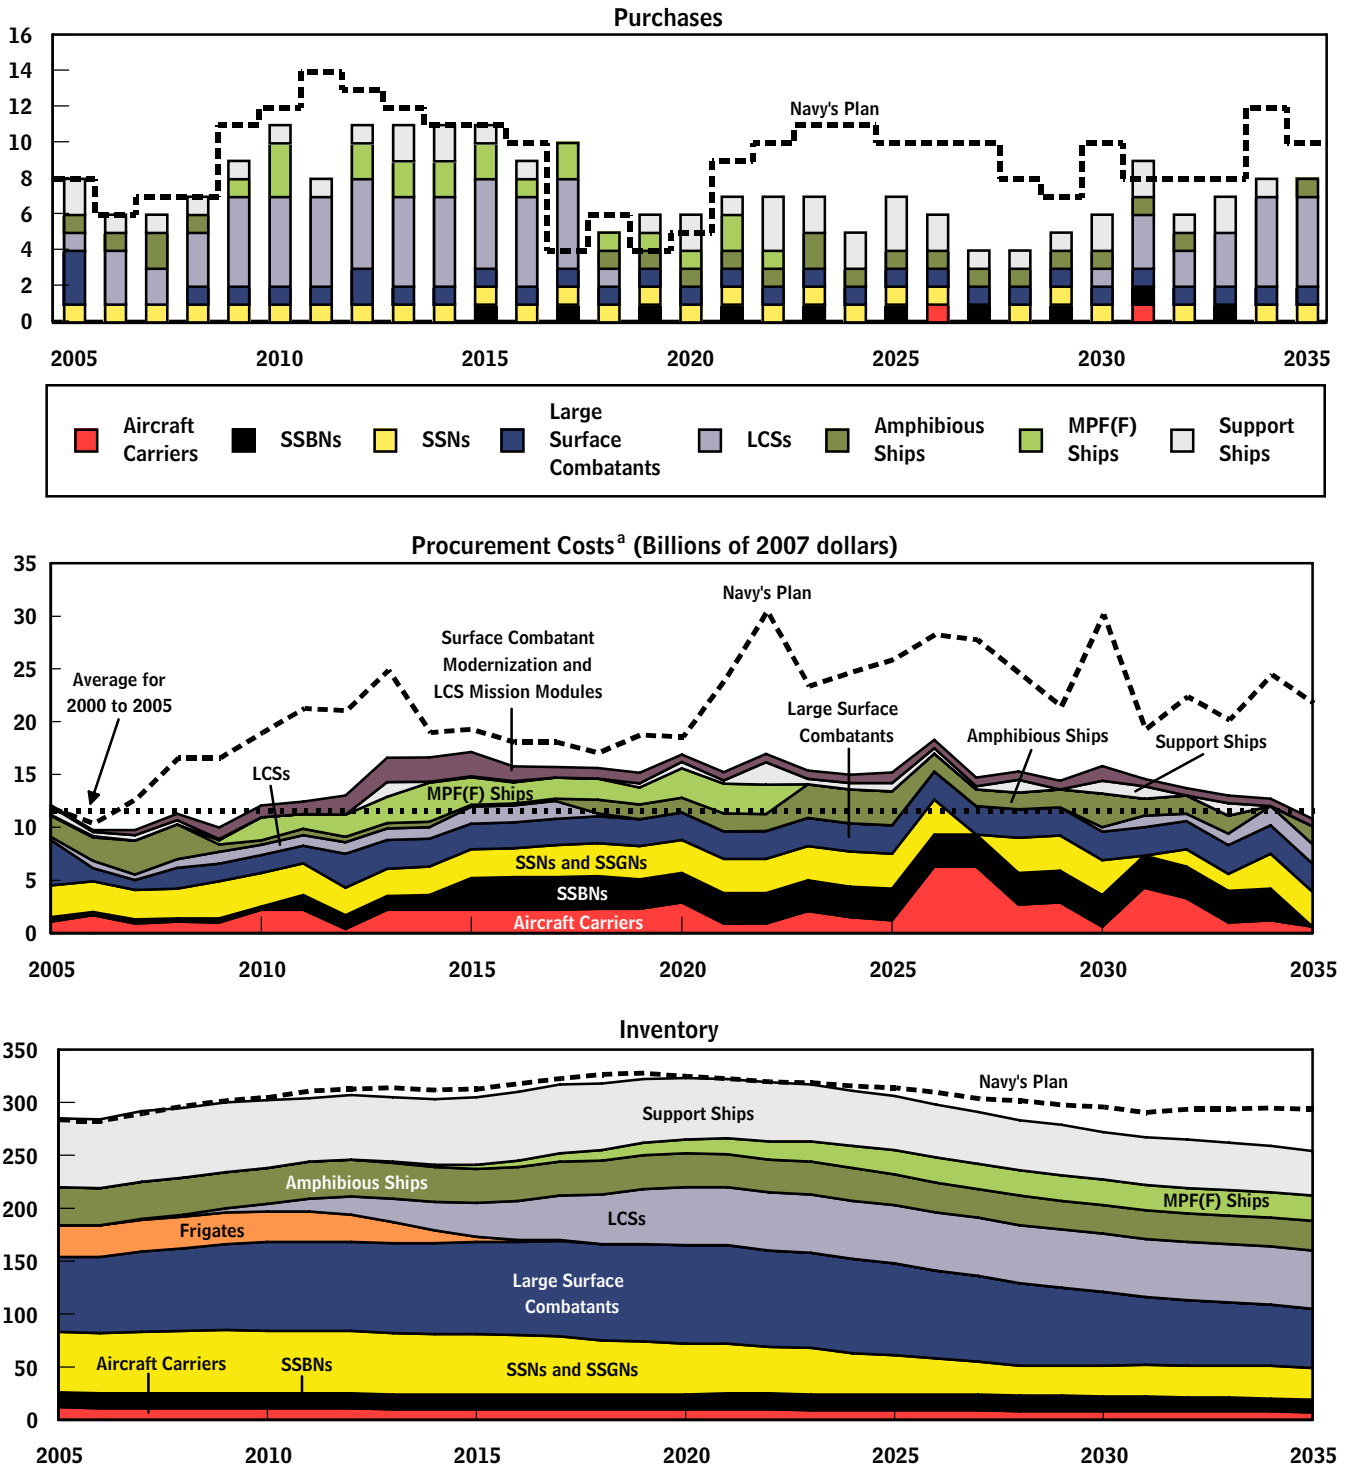 Purchases
16
14
12
10
8
6
4
2
0
Navy's Plan
2005 2010 2015 2020 2025 2030 2035
Aircraft
Carriers
SSBNs
SSNs
Large
Surface
Combatants
LCSs
Amphibious
Ships
MPF(F)
Ships
Support
Ships
Procurement Costsa (Billions of 2007 dollars)
35
30
25
20
15
10
5
0
Navy's Plan
Surface Combatant
Modernization and
LCS Mission Modules
Average for
2000 to 2005
Large Surface
Combatants
Amphibious Ships
Support Ships
LCSs
MPF(F) Ships
SSNs and SSGNs
SSBNs
Aircraft Carriers
2005 2010 2015 2020 2025 2030 2035
Inventory
350
300
250
200
150
100
50
0
Navy's Plan
Support Ships
Amphibious Ships
MPF(F) Ships
LCSs
Frigates
Large Surface
Combatants
Aircraft Carriers
SSBNs
SSNs and SSGNs
2005 2010 2015 2020 2025 2030 2035